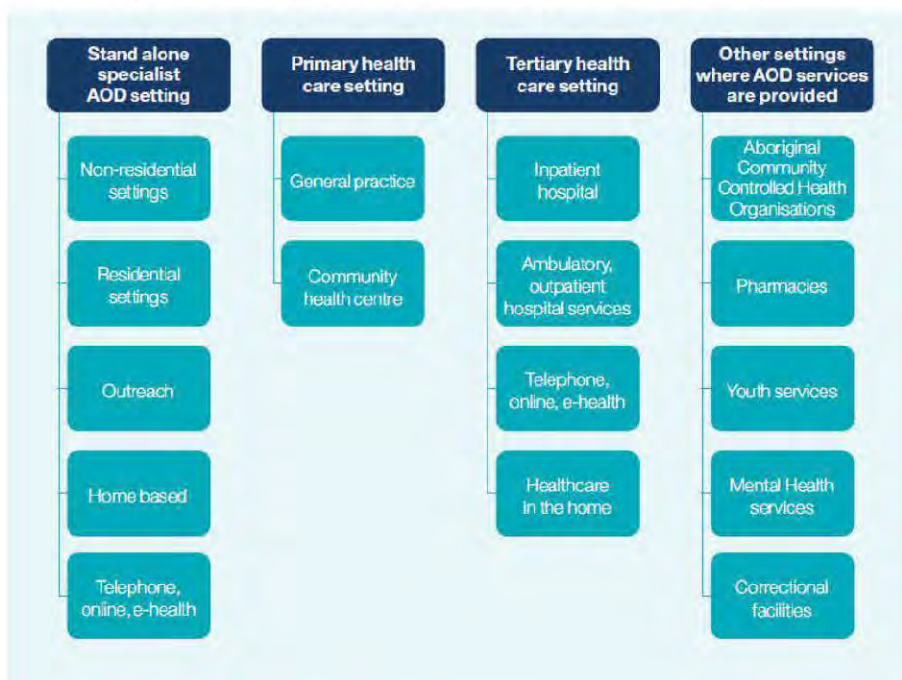 Stand alone
specialist
AOD setting
Non-residential
settings
Residential
settings
Outreach
Home based
Telephone,
online, e-health
Primary health
care setting
General practice
Community
health centre
Tertiary health
care setting
Inpatient
hospital
Ambulatory,
outpatient
hospital services
Telephone,
online, e-health
Healthcare
in the home
Other settings
where AOD services
are provided
Aboriginal
Community
Controlled Health
Organisations
Pharmacies
Youth services
Mental Health
services
Correctional
facilities